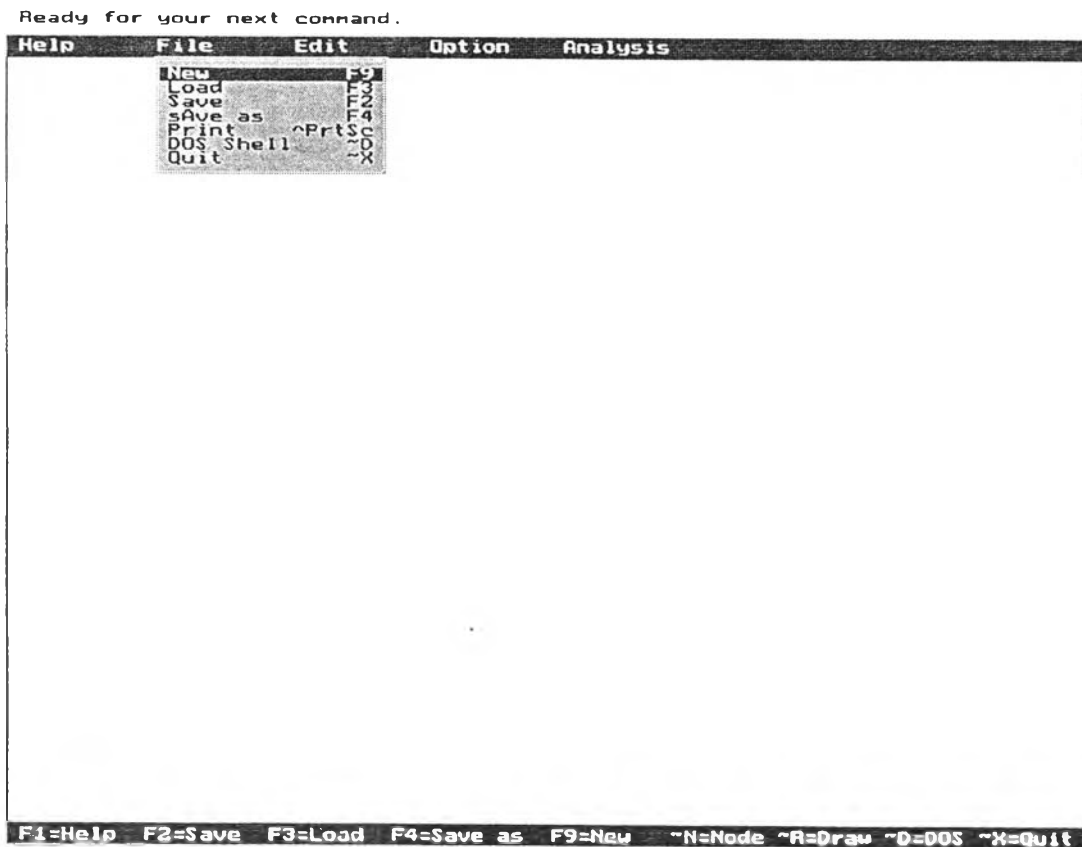 Ready for your next command.
Help File Edit Option Analysis
New F9
Load F3
Save F2
sAve as F4
Print ^PrtSc
DOS Shell ~D
Quit ~X
F1=Help F2=Save F3=Load F4=Save as F9=New ~N=Node ~R=Draw ~D=DOS ~X=Quit